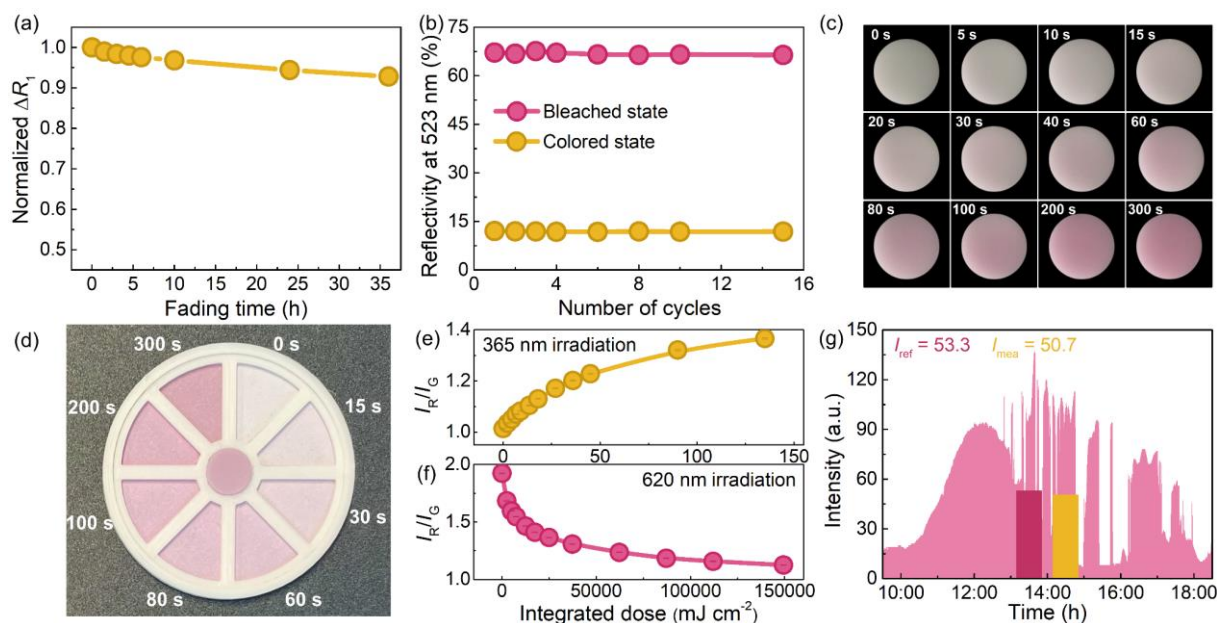 (a)
1.0
0.9
0.8
0.7
0.6
0.5
Normalized ΔR₁
0 5 10 15 20 25 30 35
Fading time (h)
(b)
75
60
45
30
15
0
Reflectivity at 523 nm (%)
Bleached state
Colored state
0 4 8 12 16
Number of cycles
(c)
0 s 5 s 10 s 15 s
20 s 30 s 40 s 60 s
80 s 100 s 200 s 300 s
(d)
300 s 0 s
200 s 15 s
100 s 30 s
80 s 60 s
(e)
1.4
1.2
1.0
I_R/I_G
365 nm irradiation
0 50 100 150
(f)
2.0
1.5
1.0
I_R/I_G
620 nm irradiation
0 50000 100000 150000
Integrated dose (mJ cm⁻²)
(g)
150
120
90
60
30
0
Intensity (a.u.)
I_ref = 53.3 I_mea = 50.7
10:00 12:00 14:00 16:00 18:00
Time (h)